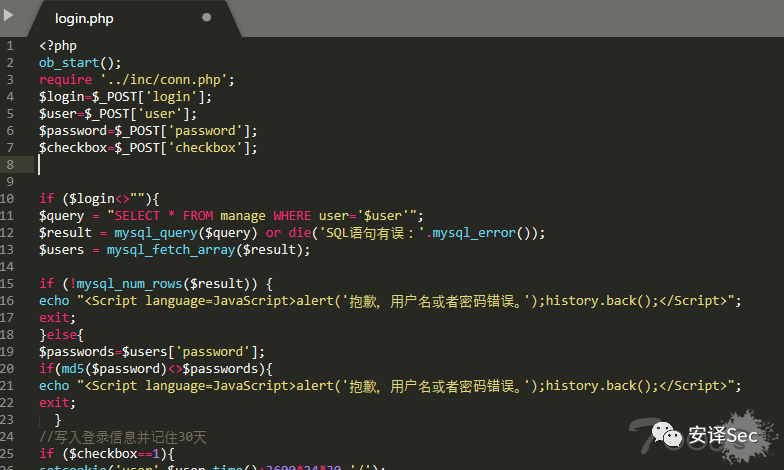 login.php
1 <?php
2 ob_start();
3 require '../inc/conn.php';
4 $login=$_POST['login'];
5 $user=$_POST['user'];
6 $password=$_POST['password'];
7 $checkbox=$_POST['checkbox'];
8
9
10 if ($login<>""){
11 $query = "SELECT * FROM manage WHERE user='$user'";
12 $result = mysql_query($query) or die('SQL语句有误：'.mysql_error());
13 $users = mysql_fetch_array($result);
14
15 if (!mysql_num_rows($result)) {
16 echo "<Script language=JavaScript>alert('抱歉，用户名或者密码错误。');history.back();</Script>";
17 exit;
18 }else{
19 $passwords=$users['password'];
20 if(md5($password)<>$passwords){
21 echo "<Script language=JavaScript>alert('抱歉，用户名或者密码错误。');history.back();</Script>";
22 exit;
23 }
24 //写入登录信息并记住30天
25 if ($checkbox==1){
setcookie('user',$user,time()+3600*24*30,'/');
安译Sec